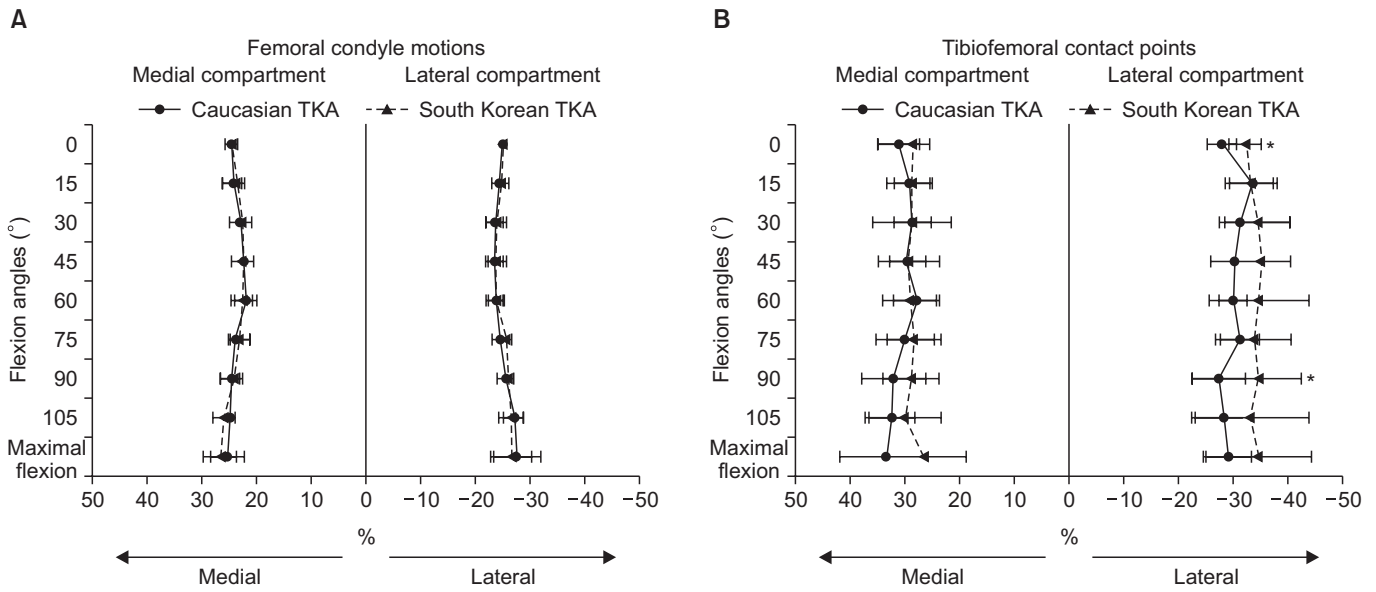 A
Femoral condyle motions
Medial compartment
Lateral compartment
Caucasian TKA
South Korean TKA
Flexion angles (°)
0
15
30
45
60
75
90
105
Maximal
flexion
50
40
30
20
10
0
−10
−20
−30
−40
−50
%
Medial
Lateral
B
Tibiofemoral contact points
Medial compartment
Lateral compartment
Caucasian TKA
South Korean TKA
Flexion angles (°)
0
*
15
30
45
60
75
90
*
105
Maximal
flexion
50
40
30
20
10
0
−10
−20
−30
−40
−50
%
Medial
Lateral